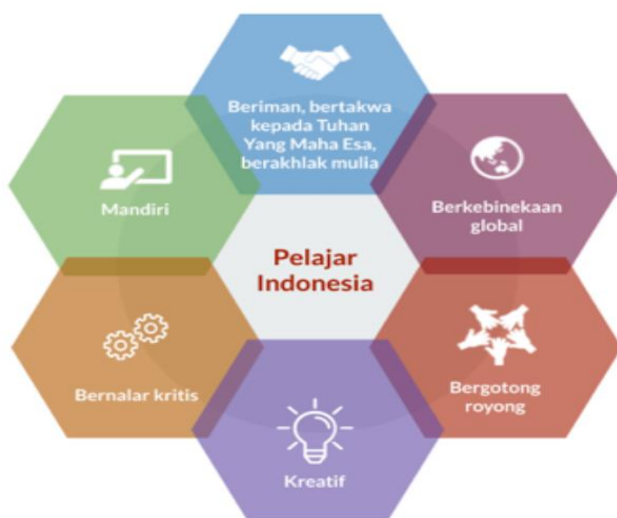 Beriman, bertakwa
kepada Tuhan
Yang Maha Esa,
berakhlak mulia
Mandiri
Berkebinekaan
global
Pelajar
Indonesia
Bernalar kritis
Bergotong
royong
Kreatif